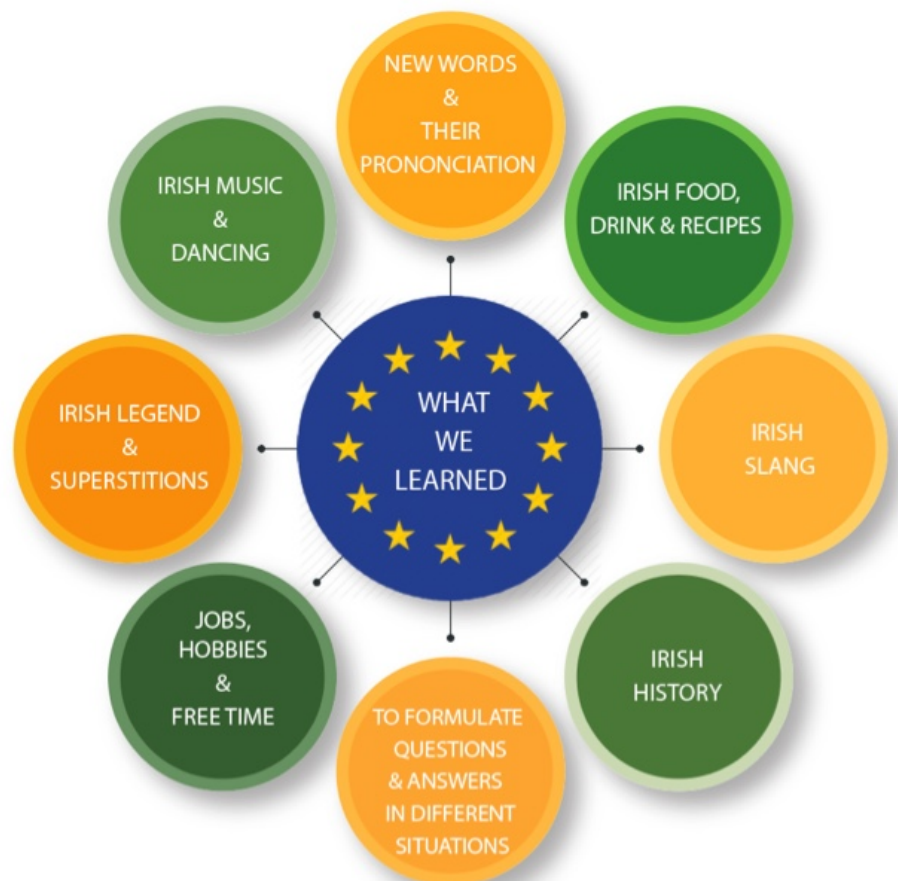 NEW WORDS
&
THEIR
PRONONCIATION
IRISH FOOD,
DRINK & RECIPES
IRISH
SLANG
IRISH
HISTORY
TO FORMULATE
QUESTIONS
& ANSWERS
IN DIFFERENT
SITUATIONS
JOBS,
HOBBIES
&
FREE TIME
IRISH LEGEND
&
SUPERSTITIONS
IRISH MUSIC
&
DANCING
WHAT
WE
LEARNED